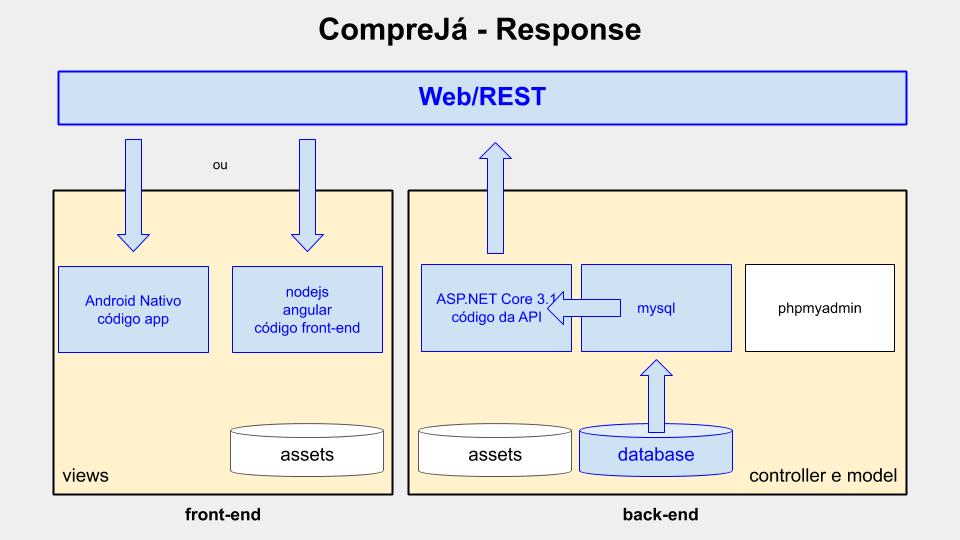 CompreJá - Response
Web/REST
ou
Android Nativo
código app
nodejs
angular
código front-end
assets
views
front-end
ASP.NET Core 3.1
código da API
mysql
phpmyadmin
assets
database
controller e model
back-end